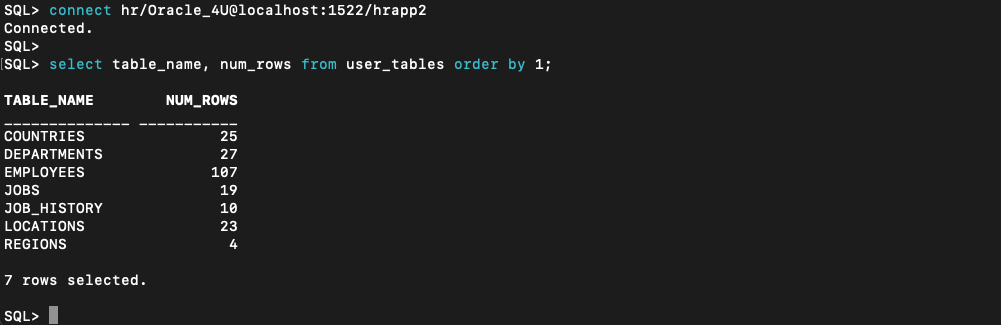 SQL> connect hr/Oracle_4U@localhost:1522/hrapp2
Connected.
SQL>
SQL> select table_name, num_rows from user_tables order by 1;
TABLE_NAME NUM_ROWS
______________ ___________
COUNTRIES 25
DEPARTMENTS 27
EMPLOYEES 107
JOBS 19
JOB_HISTORY 10
LOCATIONS 23
REGIONS 4
7 rows selected.
SQL>